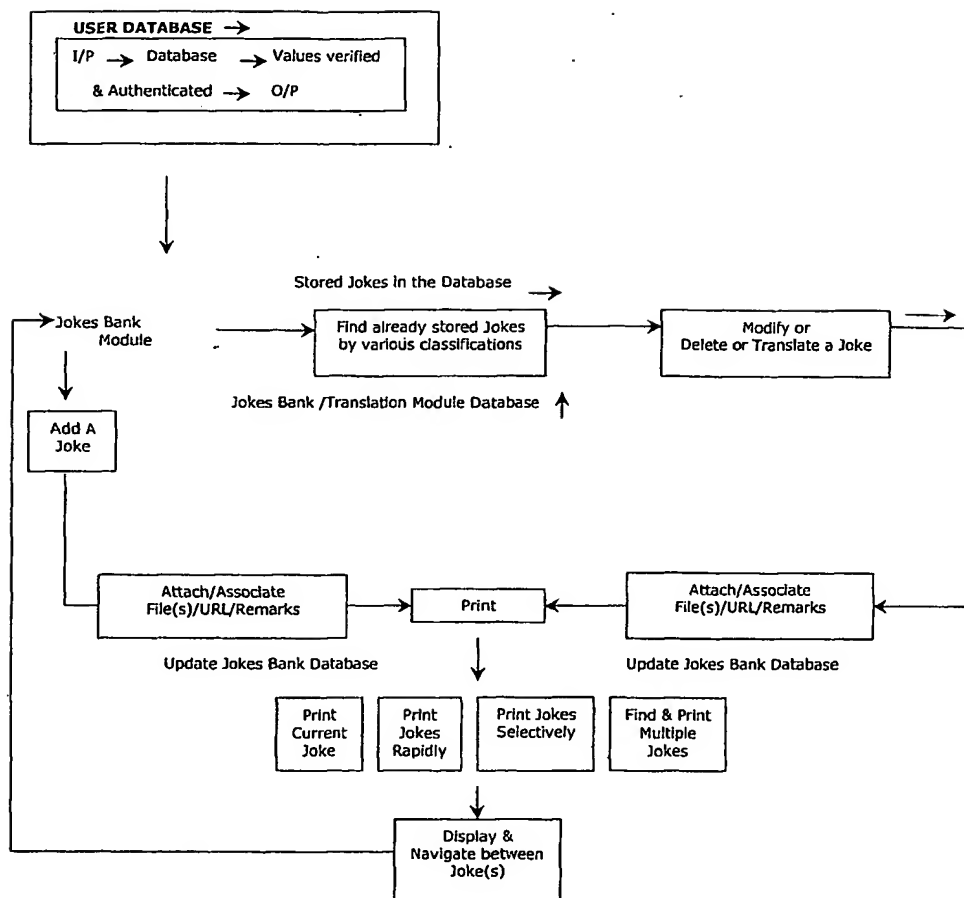 USER DATABASE
I/P Database Values verified
& Authenticated O/P
Stored Jokes in the Database
Jokes Bank
Module
Find already stored Jokes
by various classifications
Modify or
Delete or Translate a Joke
Jokes Bank /Translation Module Database
Add A
Joke
Attach/Associate
File(s)/URL/Remarks
Print
Attach/Associate
File(s)/URL/Remarks
Update Jokes Bank Database
Update Jokes Bank Database
Print
Current
Joke
Print
Jokes
Rapidly
Print Jokes
Selectively
Find & Print
Multiple
Jokes
Display &
Navigate between
Joke(s)